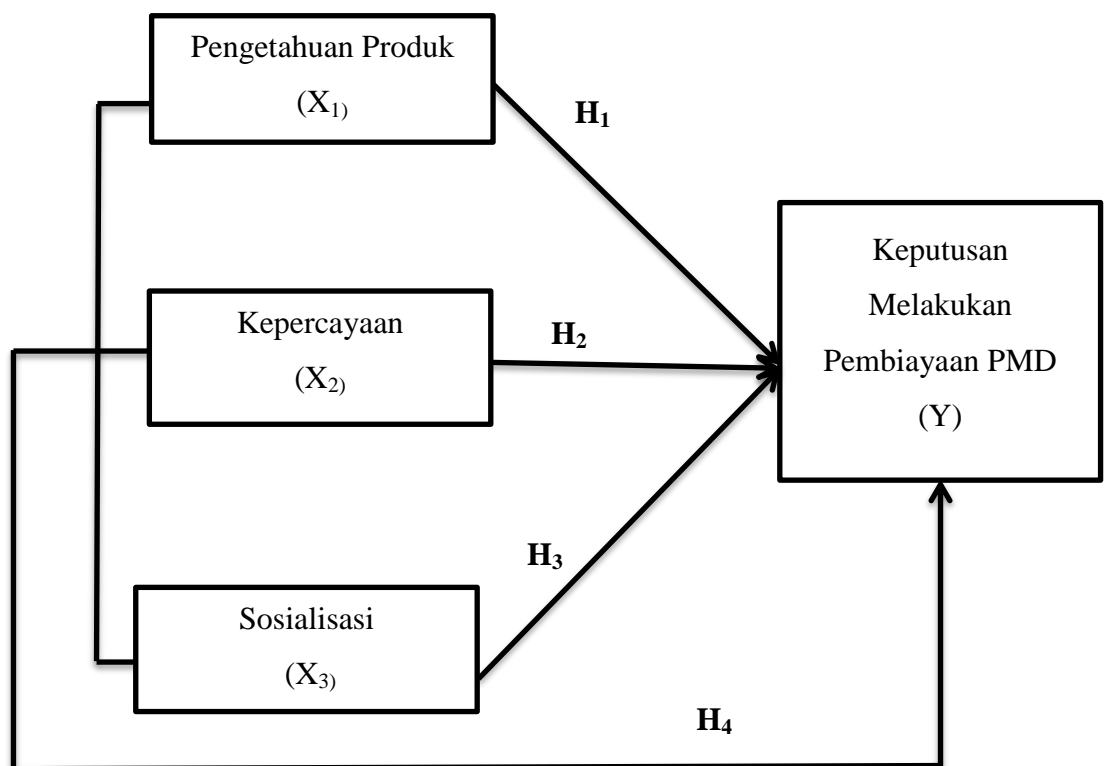 Pengetahuan Produk
(X₁)
H₁
Keputusan
Melakukan
Pembiayaan PMD
(Y)
Kepercayaan
(X₂)
H₂
H₃
Sosialisasi
(X₃)
H₄